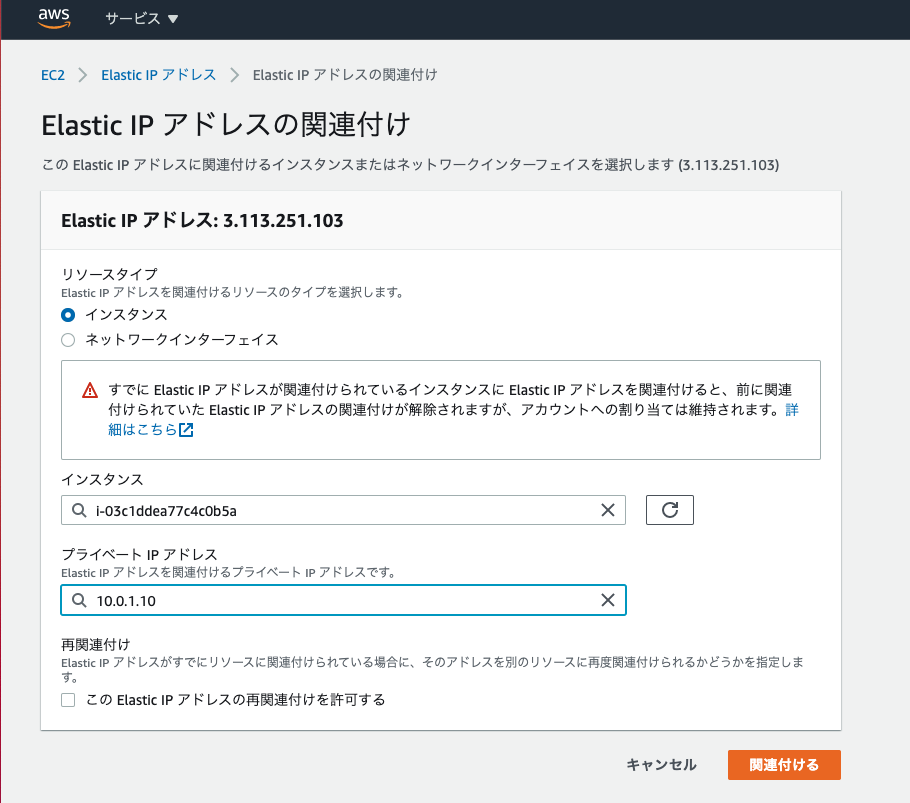 aws サービス ▼
EC2 > Elastic IP アドレス > Elastic IP アドレスの関連付け
Elastic IP アドレスの関連付け
この Elastic IP アドレスに関連付けるインスタンスまたはネットワークインターフェイスを選択します (3.113.251.103)
Elastic IP アドレス: 3.113.251.103
リソースタイプ
Elastic IP アドレスを関連付けるリソースのタイプを選択します。
インスタンス
ネットワークインターフェイス
すでに Elastic IP アドレスが関連付けられているインスタンスに Elastic IP アドレスを関連付けると、前に関連
付けられていた Elastic IP アドレスの関連付けが解除されますが、アカウントへの割り当ては維持されます。詳
細はこちら
インスタンス
i-03c1ddea77c4c0b5a
プライベート IP アドレス
Elastic IP アドレスを関連付けるプライベート IP アドレスです。
10.0.1.10
再関連付け
Elastic IP アドレスがすでにリソースに関連付けられている場合に、そのアドレスを別のリソースに再度関連付けられるかどうかを指定しま
す。
この Elastic IP アドレスの再関連付けを許可する
キャンセル 関連付ける